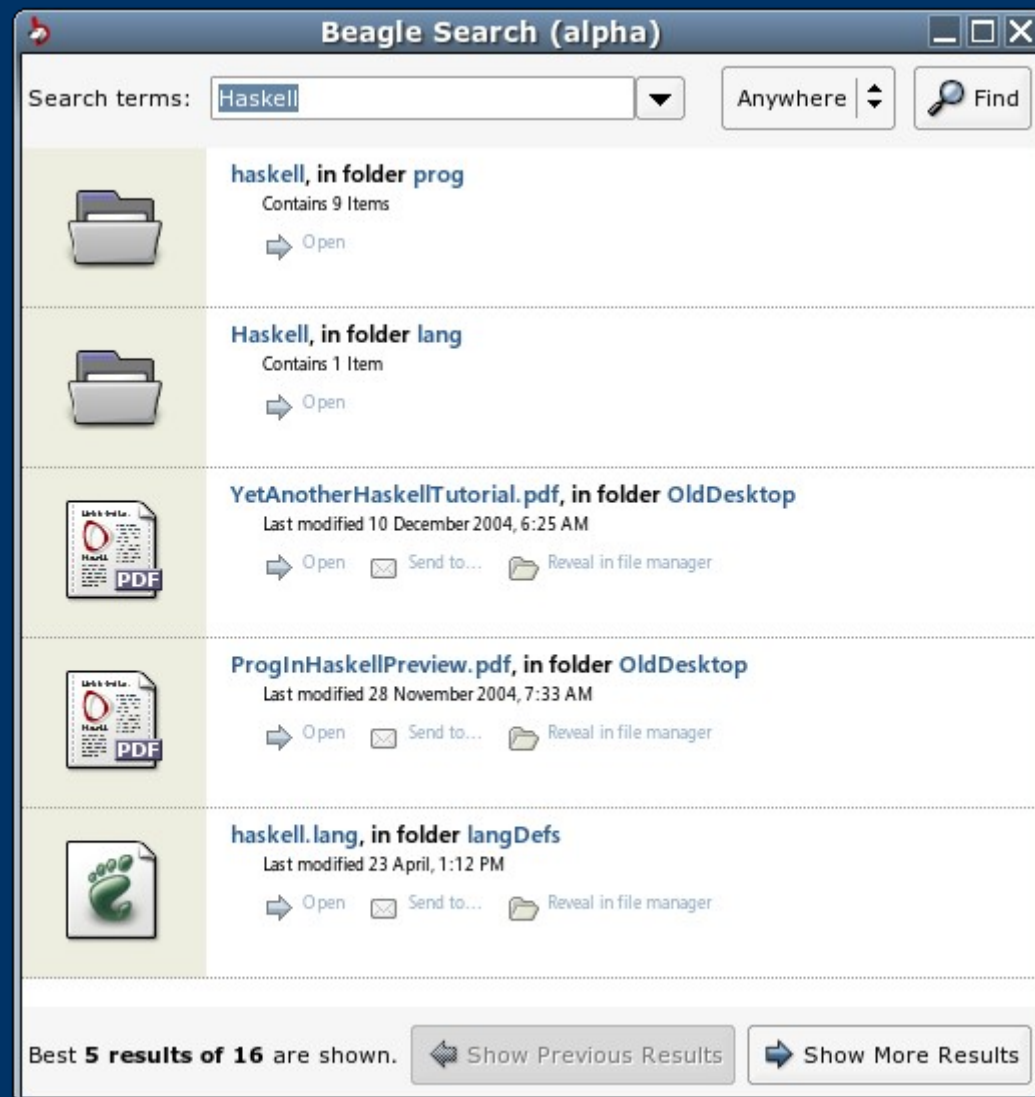 Beagle Search (alpha)
Search terms: Haskell Anywhere Find
haskell, in folder prog
Contains 9 Items
Open
Haskell, in folder lang
Contains 1 Item
Open
YetAnotherHaskellTutorial.pdf, in folder OldDesktop
Last modified 10 December 2004, 6:25 AM
Open Send to... Reveal in file manager
PDF
ProgInHaskellPreview.pdf, in folder OldDesktop
Last modified 28 November 2004, 7:33 AM
Open Send to... Reveal in file manager
PDF
haskell.lang, in folder langDefs
Last modified 23 April, 1:12 PM
Open Send to... Reveal in file manager
Best 5 results of 16 are shown. Show Previous Results Show More Results